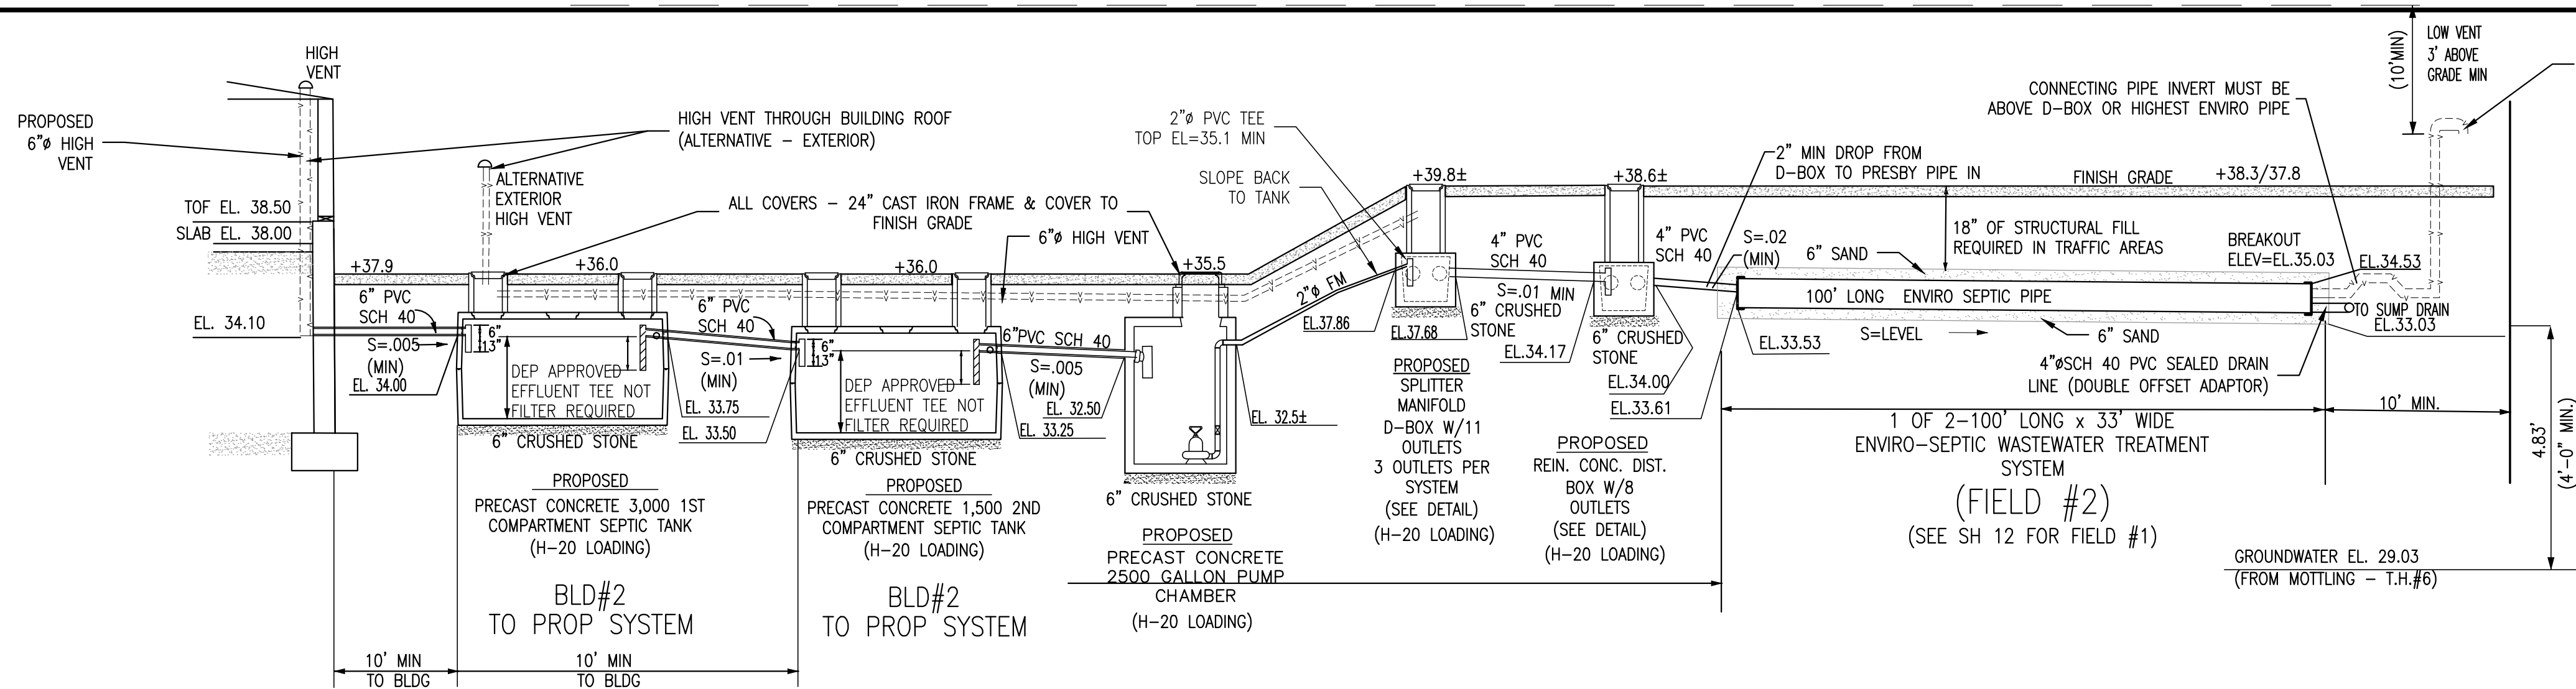 HIGH
VENT
PROPOSED
6"ø HIGH
VENT
HIGH VENT THROUGH BUILDING ROOF
(ALTERNATIVE - EXTERIOR)
ALTERNATIVE
EXTERIOR
HIGH VENT
TOF EL. 38.50
SLAB EL. 38.00
ALL COVERS - 24" CAST IRON FRAME & COVER TO
FINISH GRADE
6"ø HIGH VENT
+37.9
+36.0
+36.0
+35.5
6" PVC
SCH 40
EL. 34.10
S=.005
(MIN)
EL. 34.00
6"
13"
DEP APPROVED
EFFLUENT TEE NOT
FILTER REQUIRED
6" CRUSHED STONE
6" PVC
SCH 40
S=.01
(MIN)
EL. 33.75
EL. 33.50
6"
13"
DEP APPROVED
EFFLUENT TEE NOT
FILTER REQUIRED
6" CRUSHED STONE
6"PVC SCH 40
S=.005
(MIN)
EL. 32.50
EL. 33.25
EL. 32.5±
6" CRUSHED STONE
PROPOSED
PRECAST CONCRETE 3,000 1ST
COMPARTMENT SEPTIC TANK
(H-20 LOADING)
BLD#2
TO PROP SYSTEM
PROPOSED
PRECAST CONCRETE 1,500 2ND
COMPARTMENT SEPTIC TANK
(H-20 LOADING)
BLD#2
TO PROP SYSTEM
PROPOSED
PRECAST CONCRETE
2500 GALLON PUMP
CHAMBER
(H-20 LOADING)
10' MIN
TO BLDG
10' MIN
TO BLDG
2"ø PVC TEE
TOP EL=35.1 MIN
SLOPE BACK
TO TANK
2"ø FM
+39.8±
+38.6±
EL.37.86
EL.37.68
4" PVC
SCH 40
S=.01 MIN
6" CRUSHED
STONE
EL.34.17
PROPOSED
SPLITTER
MANIFOLD
D-BOX W/11
OUTLETS
3 OUTLETS PER
SYSTEM
(SEE DETAIL)
(H-20 LOADING)
4" PVC
SCH 40
S=.02
(MIN)
6" CRUSHED
STONE
EL.34.00
EL.33.61
PROPOSED
REIN. CONC. DIST.
BOX W/8
OUTLETS
(SEE DETAIL)
(H-20 LOADING)
2" MIN DROP FROM
D-BOX TO PRESBY PIPE IN
FINISH GRADE
+38.3/37.8
CONNECTING PIPE INVERT MUST BE
ABOVE D-BOX OR HIGHEST ENVIRO PIPE
(10'MIN)
LOW VENT
3' ABOVE
GRADE MIN
18" OF STRUCTURAL FILL
REQUIRED IN TRAFFIC AREAS
6" SAND
BREAKOUT
ELEV=EL.35.03
EL.34.53
100' LONG ENVIRO SEPTIC PIPE
TO SUMP DRAIN
EL.33.03
EL.33.53
S=LEVEL
6" SAND
4"øSCH 40 PVC SEALED DRAIN
LINE (DOUBLE OFFSET ADAPTOR)
10' MIN.
1 OF 2-100' LONG x 33' WIDE
ENVIRO-SEPTIC WASTEWATER TREATMENT
SYSTEM
(FIELD #2)
(SEE SH 12 FOR FIELD #1)
4.83'
(4'-0" MIN.)
GROUNDWATER EL. 29.03
(FROM MOTTLING - T.H.#6)